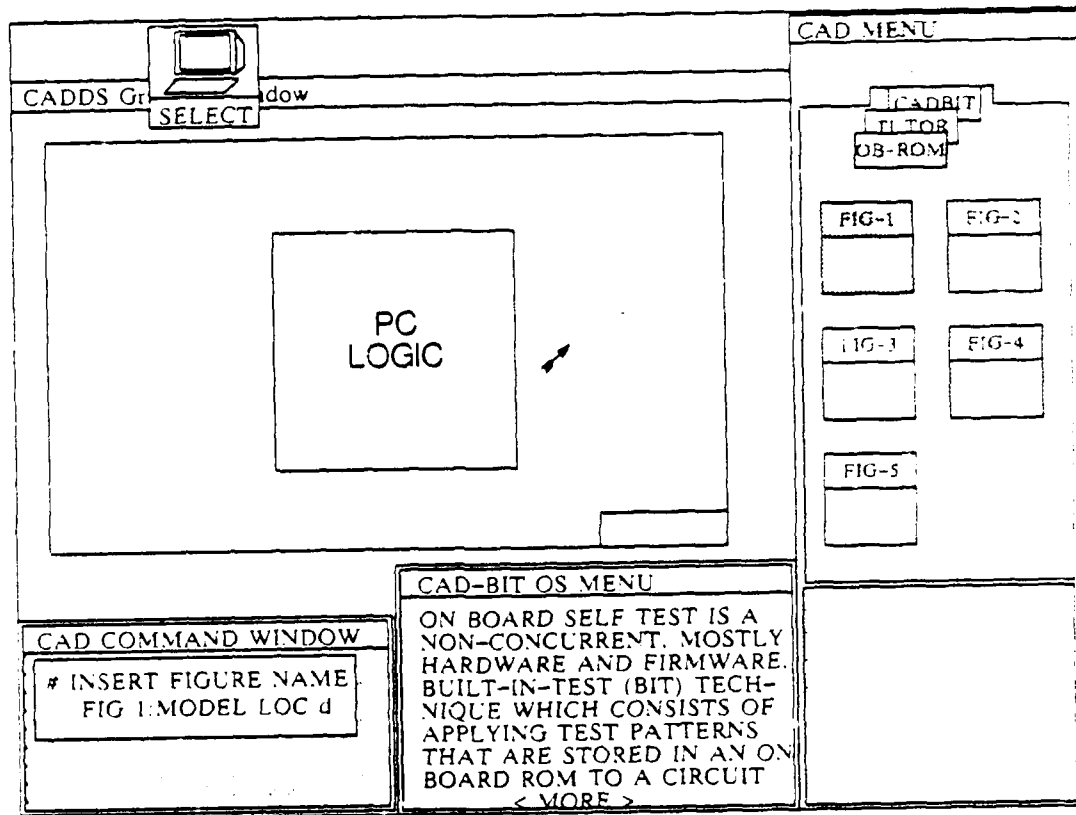 CAD MENU
CADDS Gr
dow
SELECT
CADBIT
OB-ROM
FIG-1
FIG-2
FIG-3
FIG-4
FIG-5
PC
LOGIC
CAD-BIT OS MENU
ON BOARD SELF TEST IS A
NON-CONCURRENT, MOSTLY
HARDWARE AND FIRMWARE,
BUILT-IN-TEST (BIT) TECH-
NIQUE WHICH CONSISTS OF
APPLYING TEST PATTERNS
THAT ARE STORED IN AN ON
BOARD ROM TO A CIRCUIT
< MORE >
CAD COMMAND WINDOW
# INSERT FIGURE NAME
FIG 1:MODEL LOC d